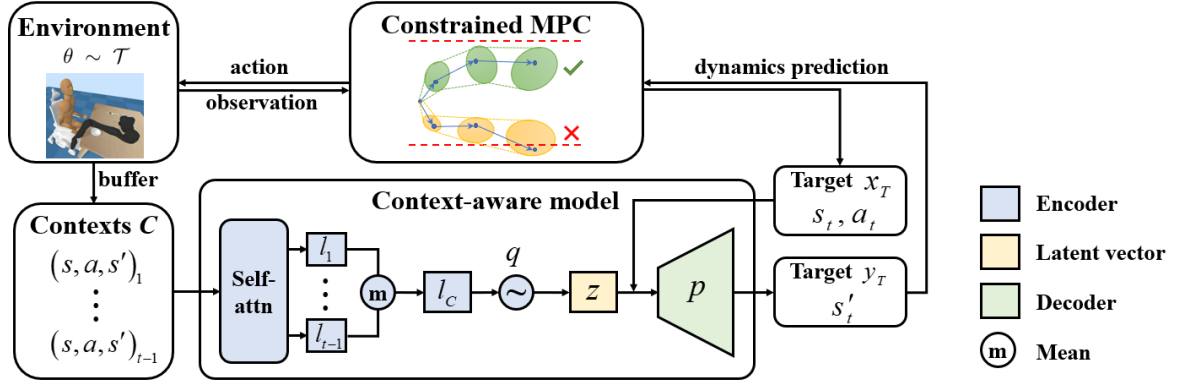 Environment
θ ~ 𝒯
Constrained MPC
action
observation
dynamics prediction
buffer
Contexts C
(s, a, s′)₁
⋮
(s, a, s′)ₜ₋₁
Context-aware model
Self-
attn
l₁
⋮
lₜ₋₁
m
l_C
q
~
z
p
Target x_T
sₜ, aₜ
Target y_T
s′ₜ
Encoder
Latent vector
Decoder
m
Mean